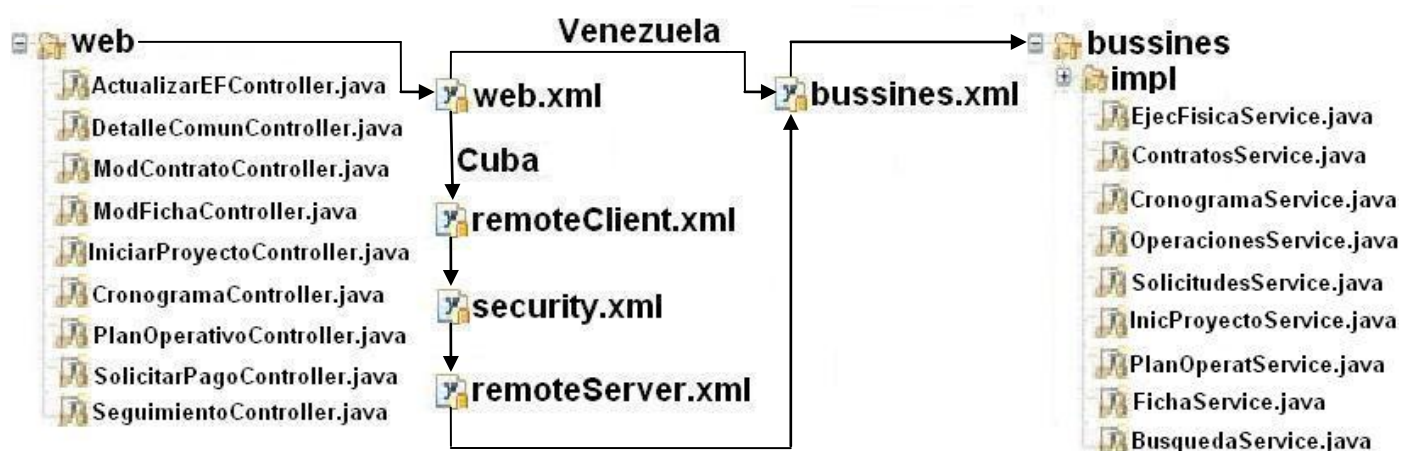 web
ActualizarEFController.java
DetalleComunController.java
ModContratoController.java
ModFichaController.java
IniciarProyectoController.java
CronogramaController.java
PlanOperativoController.java
SolicitarPagoController.java
SeguimientoController.java
Venezuela
web.xml
Cuba
remoteClient.xml
security.xml
remoteServer.xml
bussines.xml
bussines
impl
EjecFisicaService.java
ContratosService.java
CronogramaService.java
OperacionesService.java
SolicitudesService.java
InicProyectoService.java
PlanOperatService.java
FichaService.java
BusquedaService.java